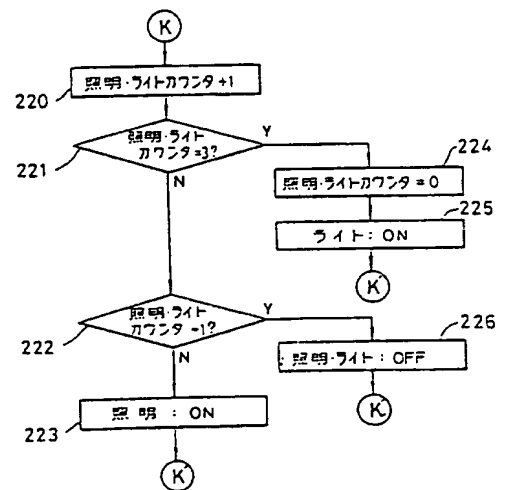 K
照明・ライトカウンタ+1
220
照明・ライト
カウンタ=3?
Y
221
N
224
照明・ライトカウンタ=0
225
ライト:ON
K'
照明・ライト
カウンタ=1?
Y
222
N
226
照明・ライト:OFF
K'
照明:ON
223
K'